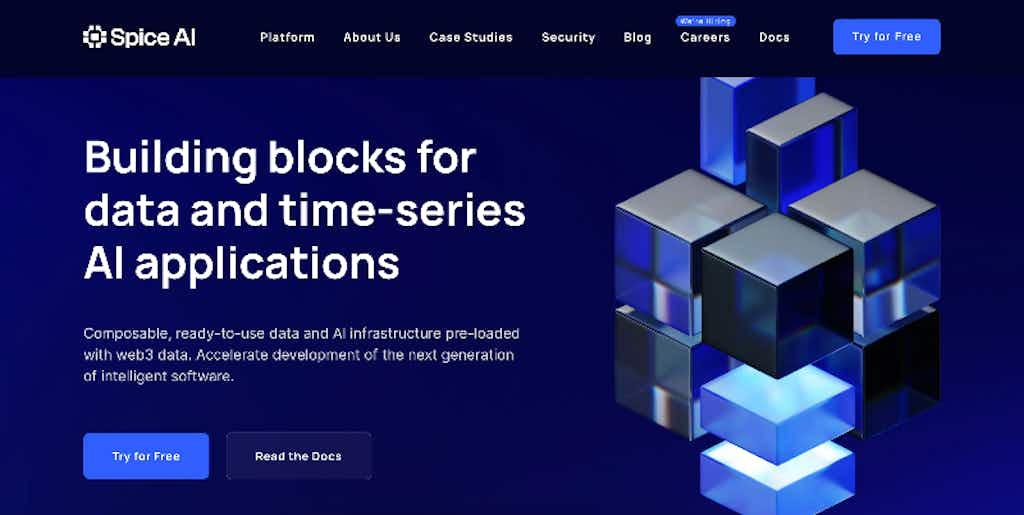 Spice AI
Platform
About Us
Case Studies
Security
Blog
We're Hiring
Careers
Docs
Try for Free
Building blocks for
data and time-series
AI applications
Composable, ready-to-use data and AI infrastructure pre-loaded
with web3 data. Accelerate development of the next generation
of intelligent software.
Try for Free
Read the Docs